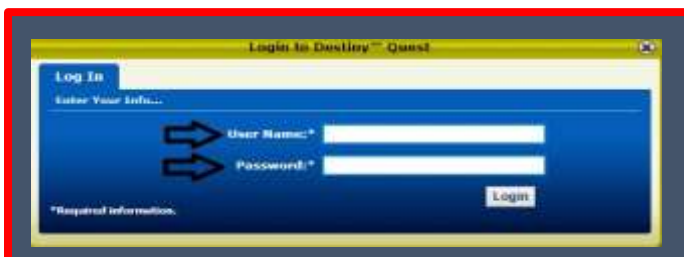 Login to Destiny™ Quest
Log In
Enter Your Info...
User Name:*
Password:*
Login
*Required information.